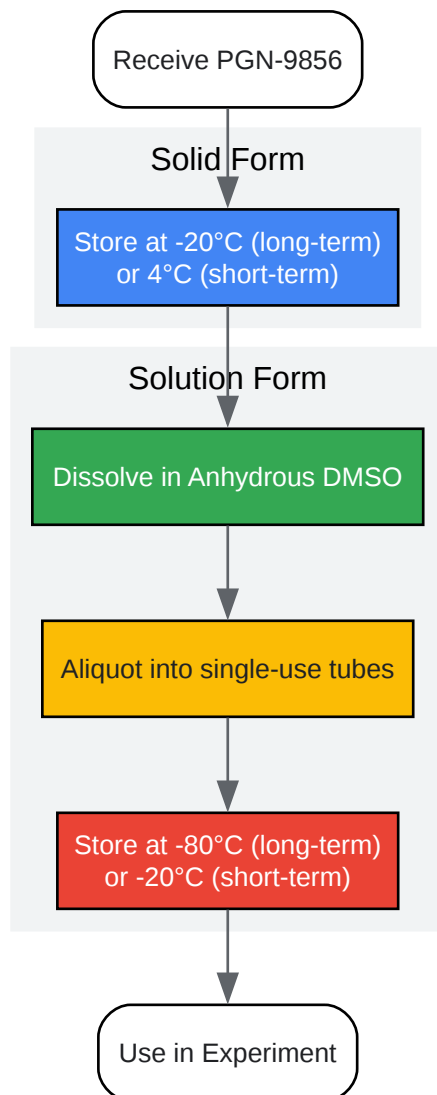 Receive PGN-9856
Solid Form
Store at -20°C (long-term)
or 4°C (short-term)
Solution Form
Dissolve in Anhydrous DMSO
Aliquot into single-use tubes
Store at -80°C (long-term)
or -20°C (short-term)
Use in Experiment